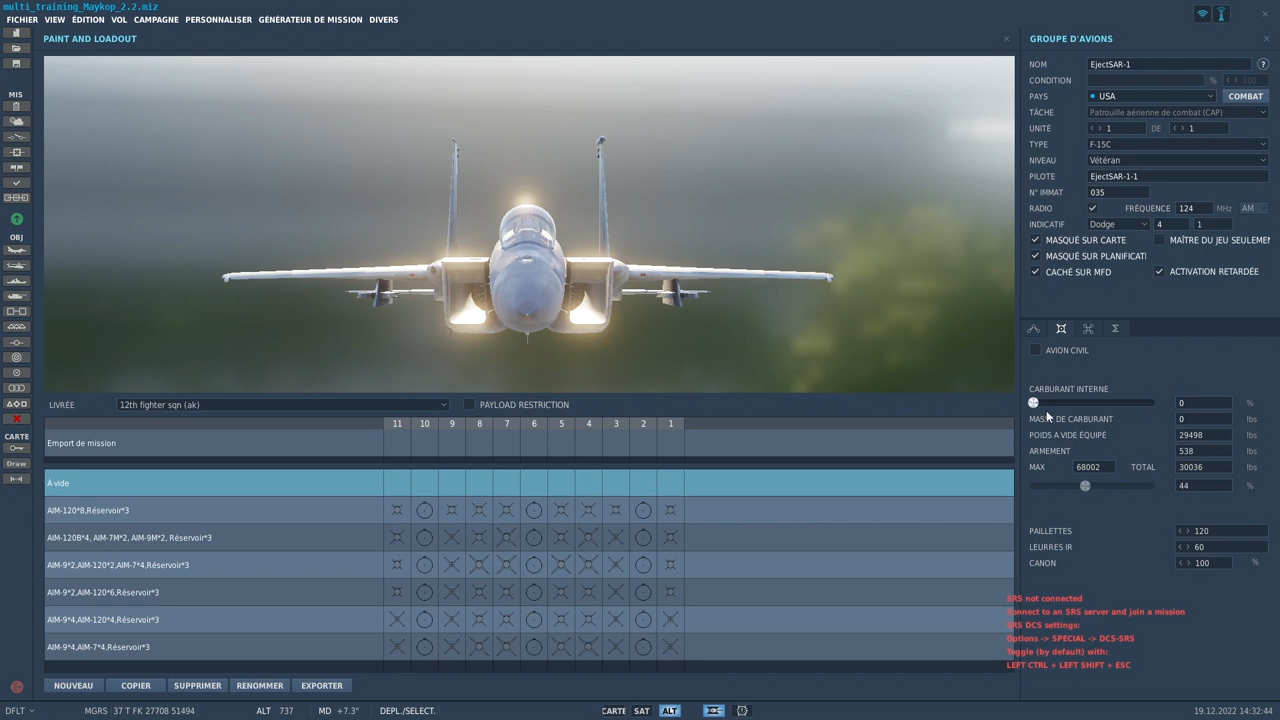 multi_training_Maykop_2.2.miz
FICHIER VIEW ÉDITION VOL CAMPAGNE PERSONNALISER GÉNÉRATEUR DE MISSION DIVERS
PAINT AND LOADOUT
GROUPE D'AVIONS
MIS
OBJ
CARTE
Draw
NOM EjectSAR-1 ?
CONDITION % < > 100
PAYS USA COMBAT
TÂCHE Patrouille aérienne de combat (CAP)
UNITÉ < > 1 DE < > 1
TYPE F-15C
NIVEAU Vétéran
PILOTE EjectSAR-1-1
N° IMMAT 035
RADIO FRÉQUENCE 124 MHz AM
INDICATIF Dodge 4 1
MASQUÉ SUR CARTE MAÎTRE DU JEU SEULEMEN
MASQUÉ SUR PLANIFICATI
CACHÉ SUR MFD ACTIVATION RETARDÉE
AVION CIVIL
CARBURANT INTERNE
0 %
MASSE DE CARBURANT 0 lbs
POIDS A VIDE ÉQUIPÉ 29498 lbs
ARMEMENT 538 lbs
MAX 68002 TOTAL 30036 lbs
44 %
PAILLETTES < > 120
LEURRES IR < > 60
CANON < > 100 %
LIVRÉE 12th fighter sqn (ak) PAYLOAD RESTRICTION
11 10 9 8 7 6 5 4 3 2 1
Emport de mission
À vide
AIM-120*8,Réservoir*3
AIM-120B*4, AIM-7M*2, AIM-9M*2, Réservoir*3
AIM-9*2,AIM-120*2,AIM-7*4,Réservoir*3
AIM-9*2,AIM-120*6,Réservoir*3
AIM-9*4,AIM-120*4,Réservoir*3
AIM-9*4,AIM-7*4,Réservoir*3
SRS not connected
Connect to an SRS server and join a mission
SRS DCS settings:
Options -> SPECIAL -> DCS-SRS
Toggle (by default) with:
LEFT CTRL + LEFT SHIFT + ESC
NOUVEAU COPIER SUPPRIMER RENOMMER EXPORTER
DFLT MGRS 37 T FK 27708 51494 ALT 737 MD +7.3° DEPL./SELECT. CARTE SAT ALT 19.12.2022 14:32:44